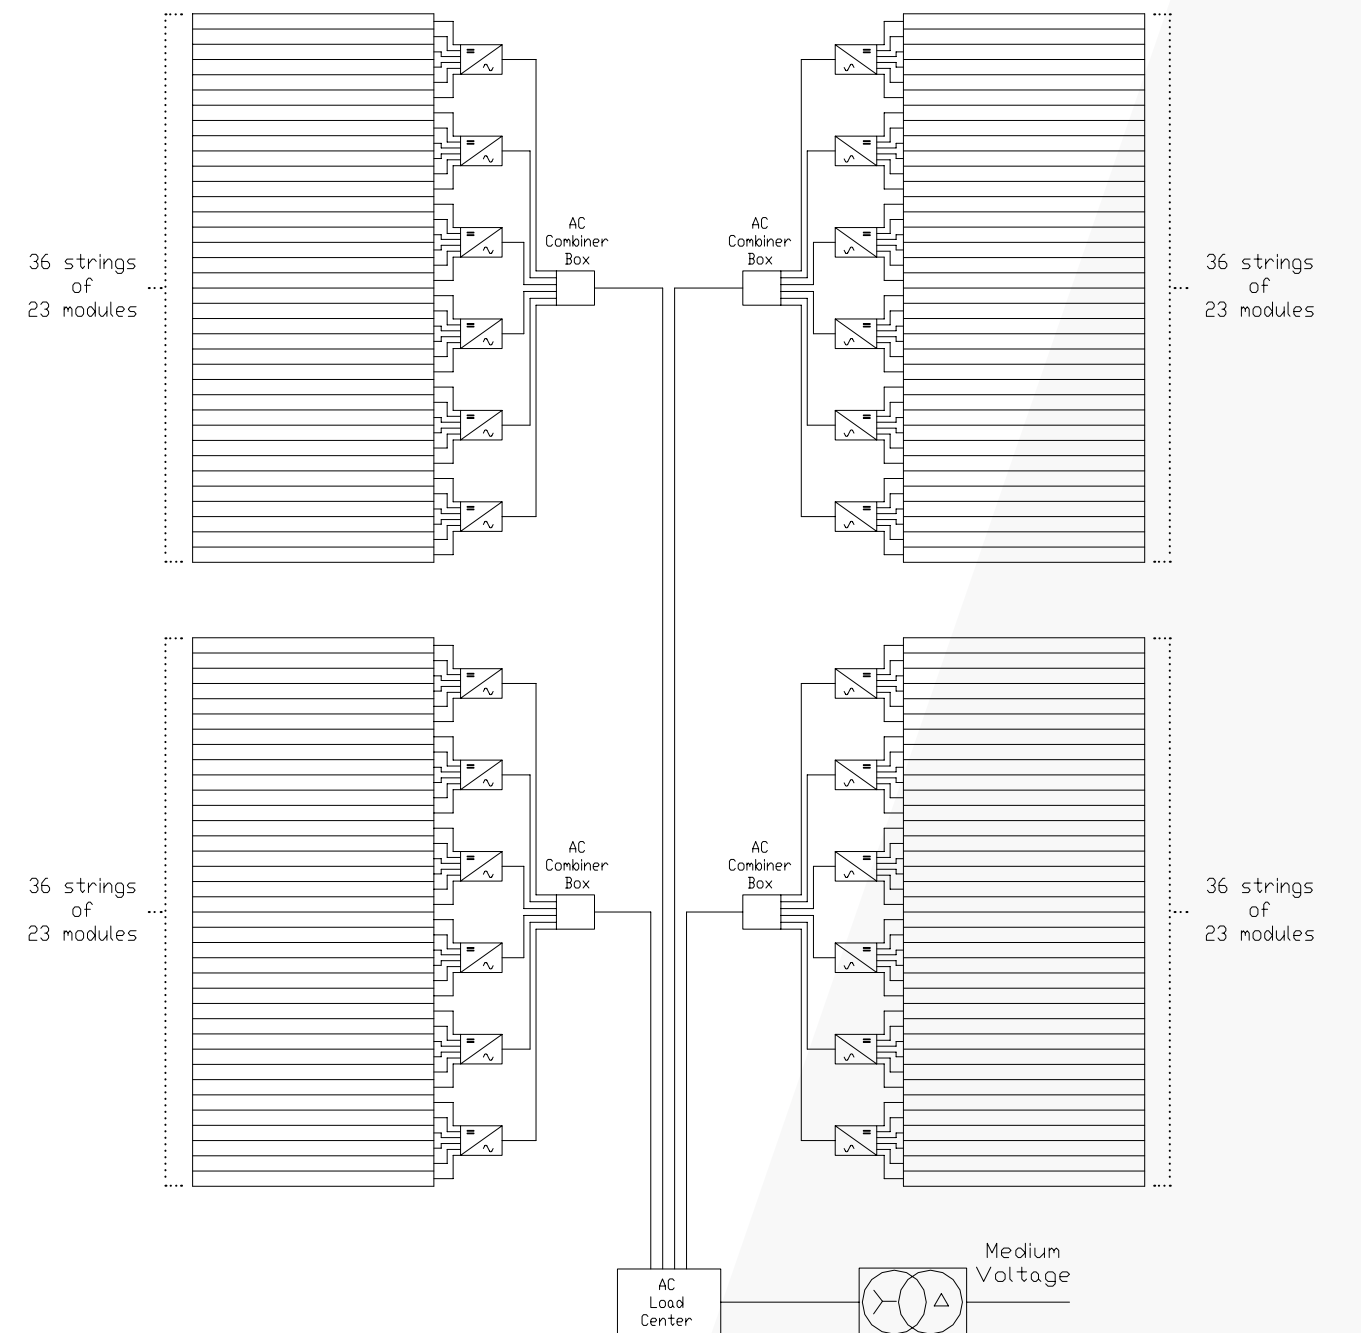 AC
Combiner
Box
AC
Combiner
Box
36 strings
of
23 modules
36 strings
of
23 modules
AC
Combiner
Box
AC
Combiner
Box
36 strings
of
23 modules
36 strings
of
23 modules
Medium
Voltage
AC
Load
Center